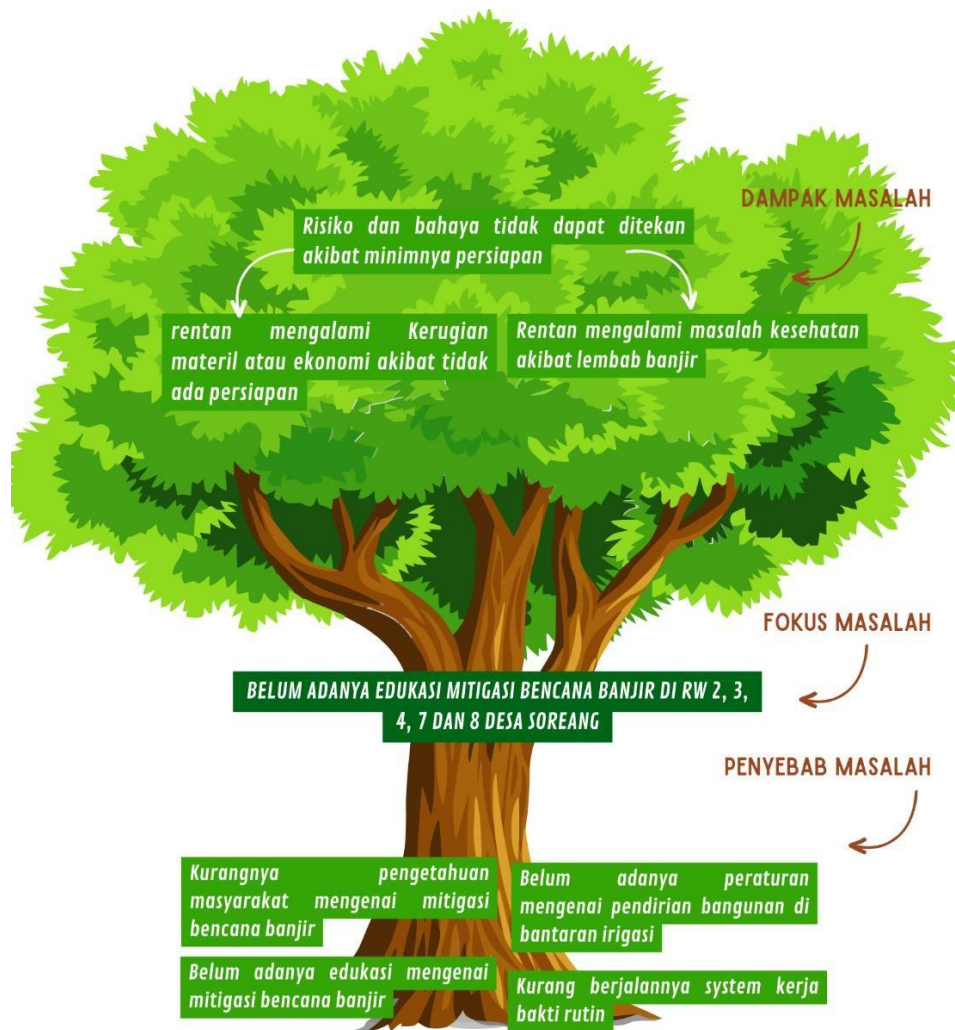 DAMPAK MASALAH
Risiko dan bahaya tidak dapat ditekan
akibat minimnya persiapan
rentan mengalami Kerugian
materil atau ekonomi akibat tidak
ada persiapan
Rentan mengalami masalah kesehatan
akibat lembab banjir
FOKUS MASALAH
BELUM ADANYA EDUKASI MITIGASI BENCANA BANJIR DI RW 2, 3,
4, 7 DAN 8 DESA SOREANG
PENYEBAB MASALAH
Kurangnya pengetahuan
masyarakat mengenai mitigasi
bencana banjir
Belum adanya peraturan
mengenai pendirian bangunan di
bantaran irigasi
Belum adanya edukasi mengenai
mitigasi bencana banjir
Kurang berjalannya system kerja
bakti rutin